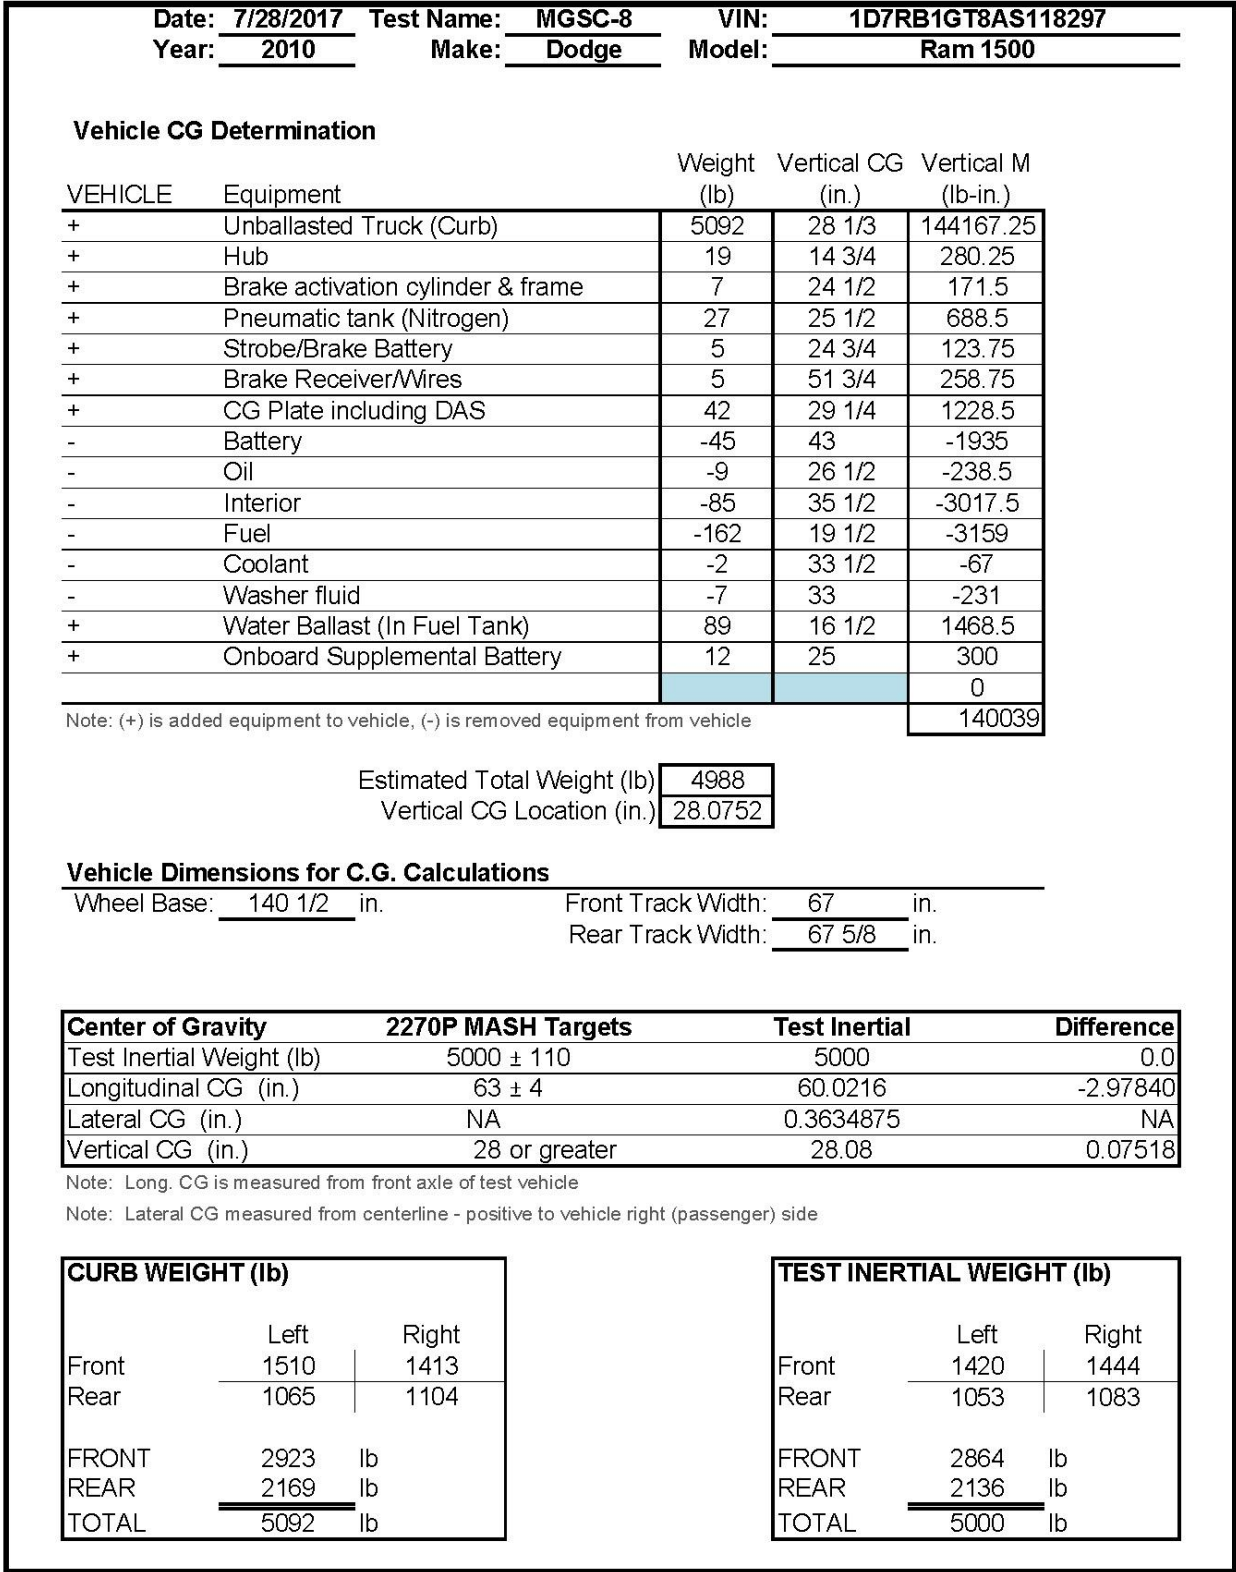 Date: 7/28/2017 Test Name: MGSC-8 VIN: 1D7RB1GT8AS118297
Year: 2010 Make: Dodge Model: Ram 1500
Vehicle CG Determination
Weight Vertical CG Vertical M
VEHICLE Equipment (lb) (in.) (lb-in.)
+ Unballasted Truck (Curb) 5092 28 1/3 144167.25
+ Hub 19 14 3/4 280.25
+ Brake activation cylinder & frame 7 24 1/2 171.5
+ Pneumatic tank (Nitrogen) 27 25 1/2 688.5
+ Strobe/Brake Battery 5 24 3/4 123.75
+ Brake Receiver/Wires 5 51 3/4 258.75
+ CG Plate including DAS 42 29 1/4 1228.5
- Battery -45 43 -1935
- Oil -9 26 1/2 -238.5
- Interior -85 35 1/2 -3017.5
- Fuel -162 19 1/2 -3159
- Coolant -2 33 1/2 -67
- Washer fluid -7 33 -231
+ Water Ballast (In Fuel Tank) 89 16 1/2 1468.5
+ Onboard Supplemental Battery 12 25 300
0
Note: (+) is added equipment to vehicle, (-) is removed equipment from vehicle 140039
Estimated Total Weight (lb) 4988
Vertical CG Location (in.) 28.0752
Vehicle Dimensions for C.G. Calculations
Wheel Base: 140 1/2 in. Front Track Width: 67 in.
Rear Track Width: 67 5/8 in.
Center of Gravity 2270P MASH Targets Test Inertial Difference
Test Inertial Weight (lb) 5000 ± 110 5000 0.0
Longitudinal CG (in.) 63 ± 4 60.0216 -2.97840
Lateral CG (in.) NA 0.3634875 NA
Vertical CG (in.) 28 or greater 28.08 0.07518
Note: Long. CG is measured from front axle of test vehicle
Note: Lateral CG measured from centerline - positive to vehicle right (passenger) side
CURB WEIGHT (lb) TEST INERTIAL WEIGHT (lb)
Left Right Left Right
Front 1510 1413 Front 1420 1444
Rear 1065 1104 Rear 1053 1083
FRONT 2923 lb FRONT 2864 lb
REAR 2169 lb REAR 2136 lb
TOTAL 5092 lb TOTAL 5000 lb